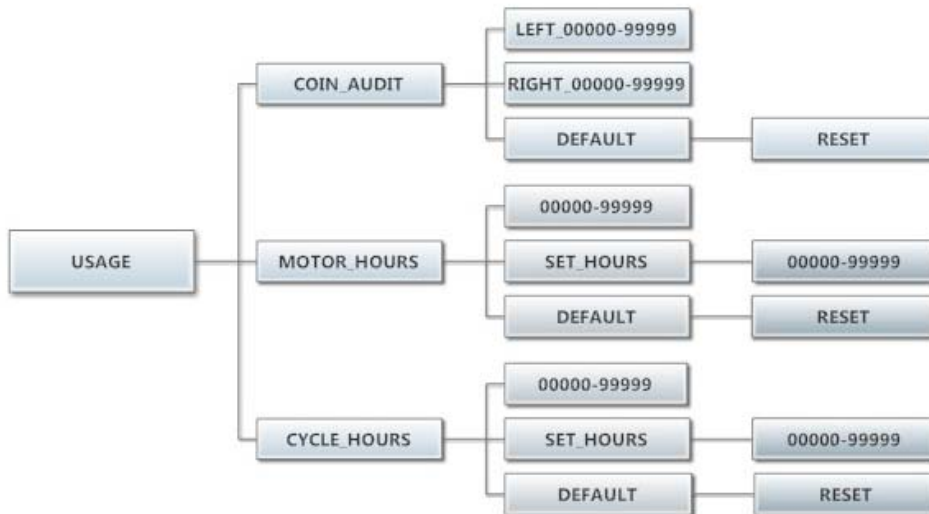 LEFT_00000-99999
COIN_AUDIT
RIGHT_00000-99999
DEFAULT
RESET
00000-99999
USAGE
MOTOR_HOURS
SET_HOURS
00000-99999
DEFAULT
RESET
00000-99999
CYCLE_HOURS
SET_HOURS
00000-99999
DEFAULT
RESET